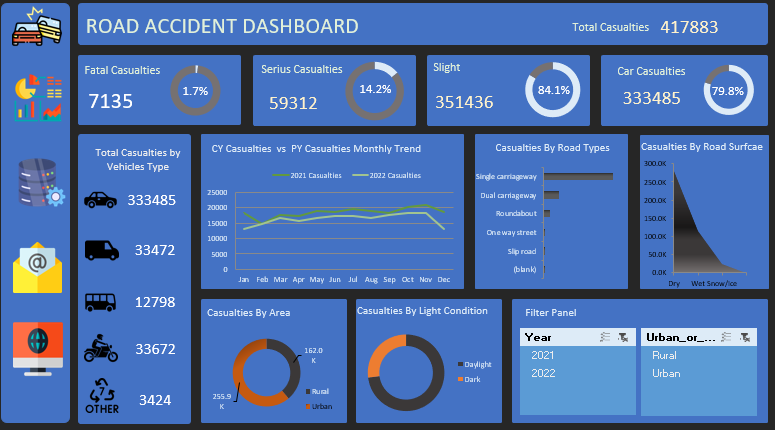 ROAD ACCIDENT DASHBOARD
Total Casualties 417883
Fatal Casualties
7135
1.7%
Serius Casualties
59312
14.2%
Slight
351436
84.1%
Car Casualties
333485
79.8%
Total Casualties by
Vehicles Type
333485
33472
12798
33672
OTHER 3424
CY Casualties vs PY Casualties Monthly Trend
2021 Casualties 2022 Casualties
25000
20000
15000
10000
5000
0
Jan Feb Mar Apr May Jun Jul Aug Sep Oct Nov Dec
Casualties By Road Types
Single carriageway
Dual carriageway
Roundabout
One way street
Slip road
(blank)
Casualties By Road Surfcae
300.0K
250.0K
200.0K
150.0K
100.0K
50.0K
0.0K
Dry Wet Snow/Ice
Casualties By Area
162.0
K
255.9
K
Rural
Urban
Casualties By Light Condition
Daylight
Dark
Filter Panel
Year
2021
2022
Urban_or_...
Rural
Urban
@